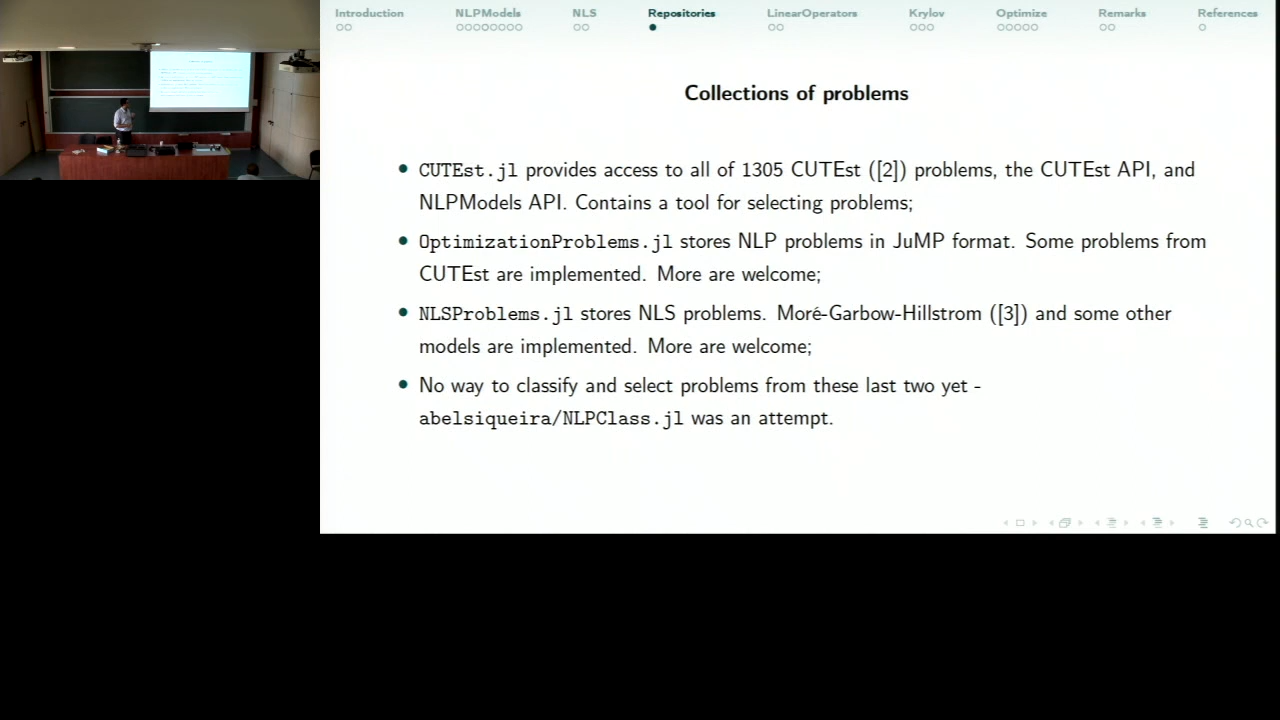 Introduction NLPModels NLS Repositories LinearOperators Krylov Optimize Remarks References
Collections of problems
• CUTEst.jl provides access to all of 1305 CUTEst ([2]) problems, the CUTEst API, and
NLPModels API. Contains a tool for selecting problems;
• OptimizationProblems.jl stores NLP problems in JuMP format. Some problems from
CUTEst are implemented. More are welcome;
• NLSProblems.jl stores NLS problems. Moré-Garbow-Hillstrom ([3]) and some other
models are implemented. More are welcome;
• No way to classify and select problems from these last two yet -
abelsiqueira/NLPClass.jl was an attempt.